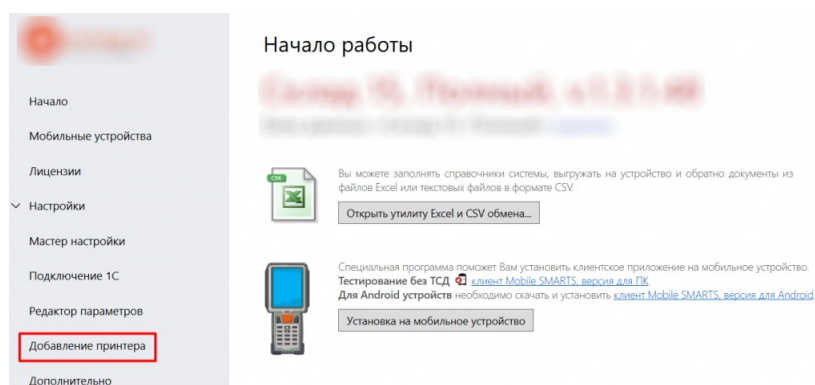 Начало
Мобильные устройства
Лицензии
Настройки
Мастер настройки
Подключение 1С
Редактор параметров
Добавление принтера
Дополнительно
Начало работы
Вы можете заполнять справочники системы, выгружать на устройство и обратно документы из
файлов Excel или текстовых файлов в формате CSV.
CSV
Открыть утилиту Excel и CSV обмена...
Специальная программа поможет Вам установить клиентское приложение на мобильное устройство.
Тестирование без ТСД клиент Mobile SMARTS, версия для ПК.
Для Android устройств необходимо скачать и установить клиент Mobile SMARTS, версия для Android
Установка на мобильное устройство